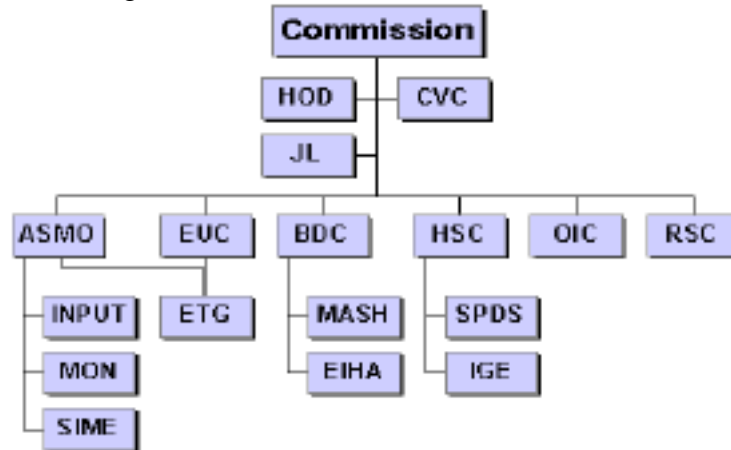 Commission
HOD CVC
JL
ASMO EUC BDC HSC OIC RSC
INPUT ETG MASH SPDS
MON EIHA IGE
SIME